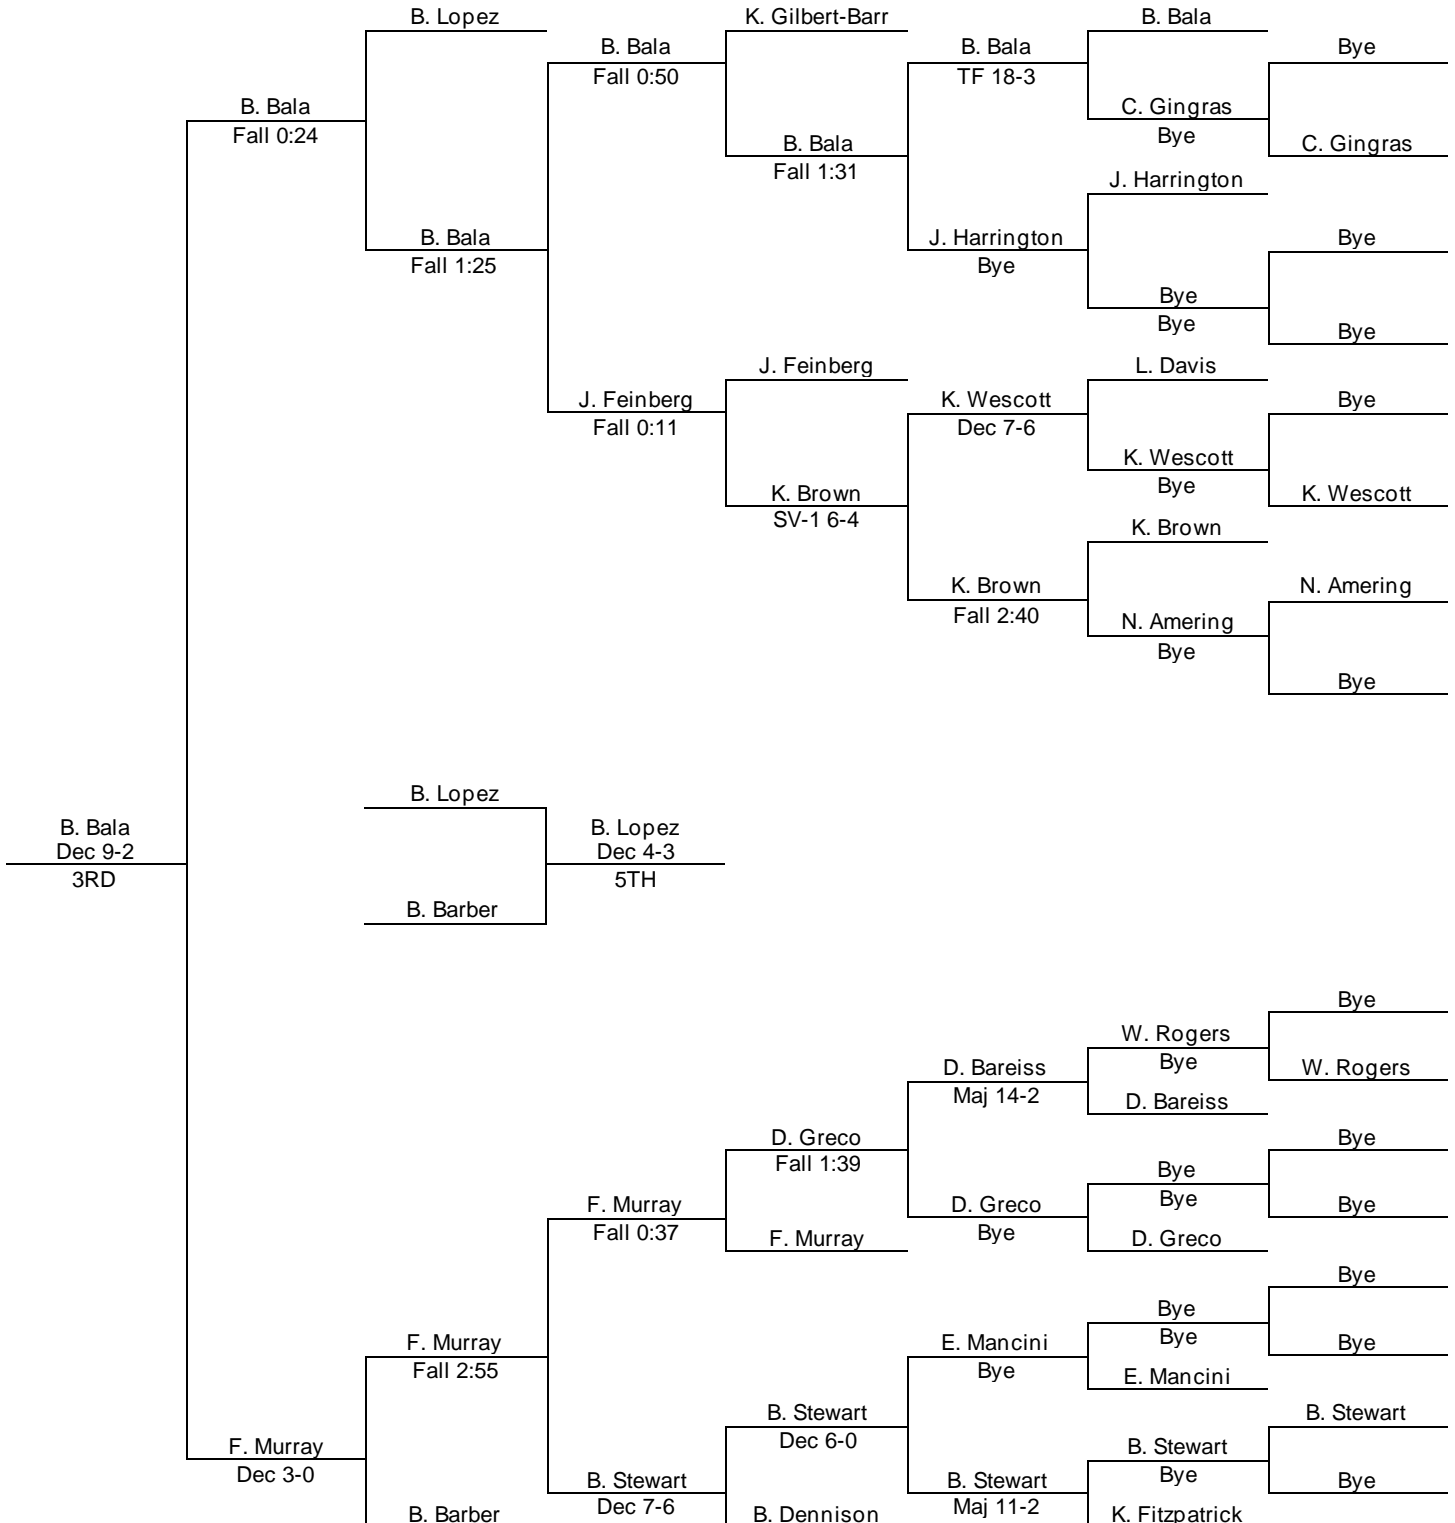 B. Lopez
K. Gilbert-Barr
B. Bala
B. Bala
Fall 0:50
B. Bala
TF 18-3
Bye
B. Bala
Fall 0:24
C. Gingras
Bye
B. Bala
Fall 1:31
C. Gingras
J. Harrington
B. Bala
Fall 1:25
J. Harrington
Bye
Bye
Bye
Bye
Bye
J. Feinberg
L. Davis
J. Feinberg
Fall 0:11
K. Wescott
Dec 7-6
Bye
K. Wescott
Bye
K. Brown
SV-1 6-4
K. Wescott
K. Brown
K. Brown
Fall 2:40
N. Amering
N. Amering
Bye
Bye
B. Lopez
B. Bala
Dec 9-2
3RD
B. Lopez
Dec 4-3
5TH
B. Barber
Bye
W. Rogers
Bye
D. Bareiss
Maj 14-2
W. Rogers
D. Bareiss
D. Greco
Fall 1:39
Bye
Bye
Bye
F. Murray
Fall 0:37
D. Greco
Bye
Bye
F. Murray
D. Greco
Bye
Bye
Bye
F. Murray
Fall 2:55
E. Mancini
Bye
Bye
E. Mancini
B. Stewart
Dec 6-0
B. Stewart
F. Murray
Dec 3-0
B. Stewart
Bye
B. Stewart
Dec 7-6
B. Stewart
Maj 11-2
Bye
B. Barber
B. Dennison
K. Fitzpatrick